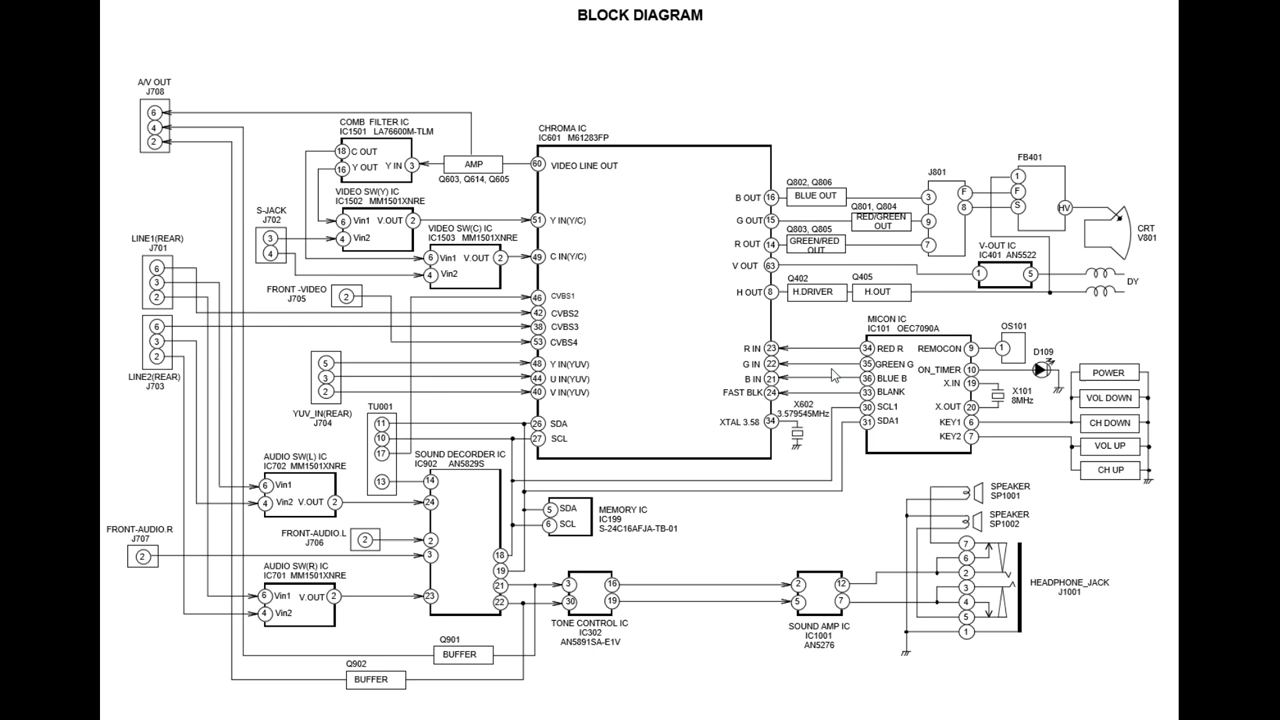 BLOCK DIAGRAM
A/V OUT
J708
6
4
2
COMB FILTER IC
IC1501 LA76600M-TLM
18 C OUT
16 Y OUT
Y IN 3
AMP
Q603, Q614, Q605
VIDEO SW(Y) IC
IC1502 MM1501XNRE
6 Vin1 V.OUT 2
4 Vin2
S-JACK
J702
3
4
VIDEO SW(C) IC
IC1503 MM1501XNRE
6 Vin1 V.OUT 2
4 Vin2
LINE1(REAR)
J701
6
3
2
FRONT -VIDEO
J705
2
6
3
2
LINE2(REAR)
J703
5
3
2
YUV_IN(REAR)
J704
TU001
11
10
17
13
CHROMA IC
IC601 M61283FP
60 VIDEO LINE OUT
51 Y IN(Y/C)
49 C IN(Y/C)
46 CVBS1
42 CVBS2
38 CVBS3
53 CVBS4
48 Y IN(YUV)
44 U IN(YUV)
40 V IN(YUV)
26 SDA
27 SCL
B OUT 16
G OUT 15
R OUT 14
V OUT 63
H OUT 8
R IN 23
G IN 22
B IN 21
FAST BLK 24
XTAL 3.58 34
Q802, Q806
BLUE OUT
Q801, Q804
RED/GREEN
OUT
Q803, Q805
GREEN/RED
OUT
Q402
H.DRIVER
Q405
H.OUT
J801
3
9
7
F
8
FB401
1
F
S
HV
CRT
V801
V-OUT IC
IC401 AN5522
1
5
DY
X602
3.579545MHz
MICON IC
IC101 OEC7090A
34 RED R
35 GREEN G
36 BLUE B
33 BLANK
30 SCL1
31 SDA1
REMOCON 9
ON_TIMER 10
X.IN 19
X.OUT 20
KEY1 6
KEY2 7
OS101
1
D109
X101
8MHz
POWER
VOL DOWN
CH DOWN
VOL UP
CH UP
AUDIO SW(L) IC
IC702 MM1501XNRE
6 Vin1
4 Vin2 V.OUT 2
SOUND DECORDER IC
IC902 AN5829S
14
24
2
3
23
18
19
21
22
FRONT-AUDIO.R
J707
2
FRONT-AUDIO.L
J706
2
AUDIO SW(R) IC
IC701 MM1501XNRE
6 Vin1 V.OUT 2
4 Vin2
5 SDA
6 SCL
MEMORY IC
IC199
S-24C16AFJA-TB-01
3
30
16
19
TONE CONTROL IC
IC302
AN5891SA-E1V
2
5
12
7
SOUND AMP IC
IC1001
AN5276
SPEAKER
SP1001
SPEAKER
SP1002
7
6
2
3
4
5
1
HEADPHONE_JACK
J1001
Q901
BUFFER
Q902
BUFFER